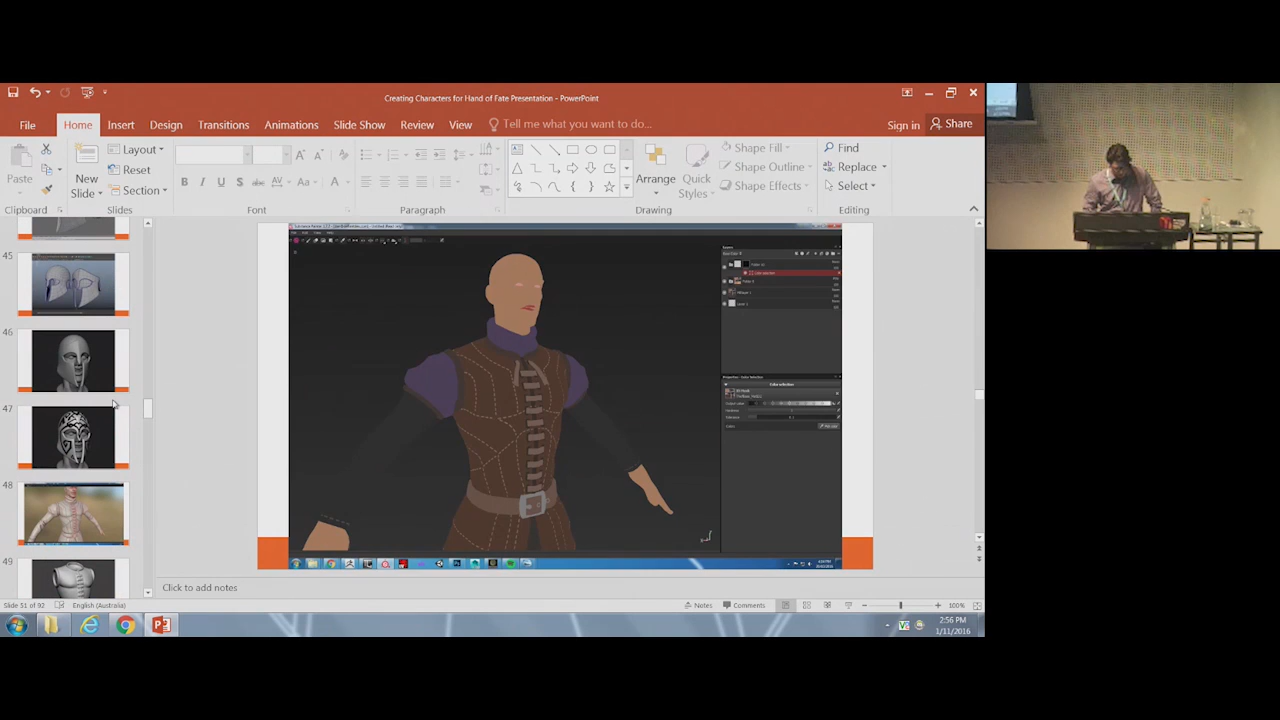 Creating Characters for Hand of Fate Presentation - PowerPoint
File Home Insert Design Transitions Animations Slide Show Review View Tell me what you want to do... Sign in Share
Paste
New
Slide
Layout
Reset
Section
Arrange
Quick
Styles
Shape Fill
Shape Outline
Shape Effects
Find
Replace
Select
Clipboard Slides Font Paragraph Drawing Editing
45
46
47
48
49
Click to add notes
Slide 51 of 92 English (Australia) Notes Comments 100%
2:56 PM
1/11/2016